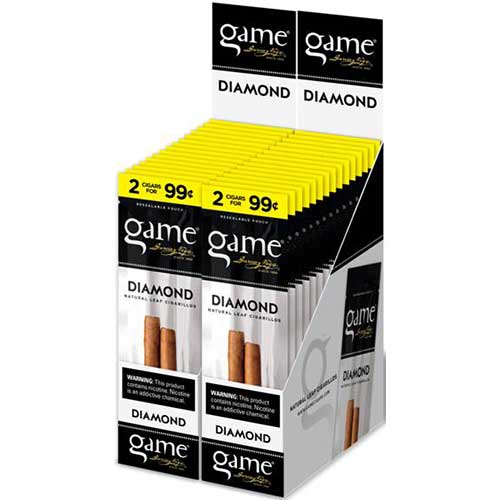 game®
game®
SINCE 1880
DIAMOND
DIAMOND
2 CIGARS FOR 99¢
2 CIGARS FOR 99¢
RESEALABLE POUCH
RESEALABLE POUCH
game®
game®
DIAMOND
NATURAL LEAF CIGARILLOS
DIAMOND
NATURAL LEAF CIGARILLOS
WARNING: This product
contains nicotine. Nicotine
is an addictive chemical.
WARNING: This product
contains nicotine. Nicotine
is an addictive chemical.
DIAMOND
DIAMOND
game®
game®
game
DIAMOND
g
NATURAL LEAF CIGARILLOS